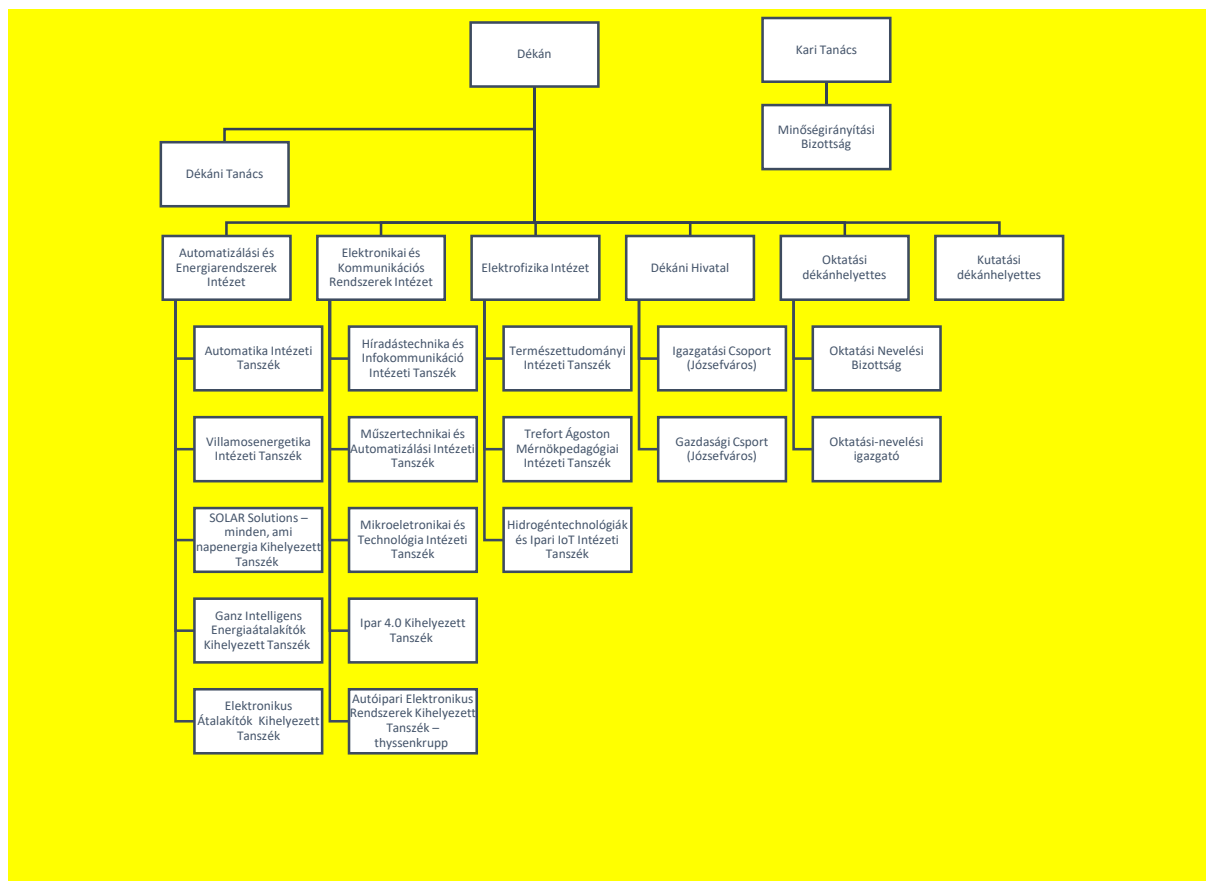 Dékán
Kari Tanács
Minőségirányítási
Bizottság
Dékáni Tanács
Automatizálási és
Energiarendszerek
Intézet
Elektronikai és
Kommunikációs
Rendszerek Intézet
Elektrofizika Intézet
Dékáni Hivatal
Oktatási
dékánhelyettes
Kutatási
dékánhelyettes
Automatika Intézeti
Tanszék
Villamosenergetika
Intézeti Tanszék
SOLAR Solutions –
minden, ami
napenergia Kihelyezett
Tanszék
Ganz Intelligens
Energiaátalakítók
Kihelyezett Tanszék
Elektronikus
Átalakítók  Kihelyezett
Tanszék
Híradástechnika és
Infokommunikáció
Intézeti Tanszék
Műszertechnikai és
Automatizálási Intézeti
Tanszék
Mikroeletronikai és
Technológia Intézeti
Tanszék
Ipar 4.0 Kihelyezett
Tanszék
Autóipari Elektronikus
Rendszerek Kihelyezett
Tanszék –
thyssenkrupp
Természettudományi
Intézeti Tanszék
Trefort Ágoston
Mérnökpedagógiai
Intézeti Tanszék
Hidrogéntechnológiák
és Ipari IoT Intézeti
Tanszék
Igazgatási Csoport
(Józsefváros)
Gazdasági Csport
(Józsefváros)
Oktatási Nevelési
Bizottság
Oktatási-nevelési
igazgató